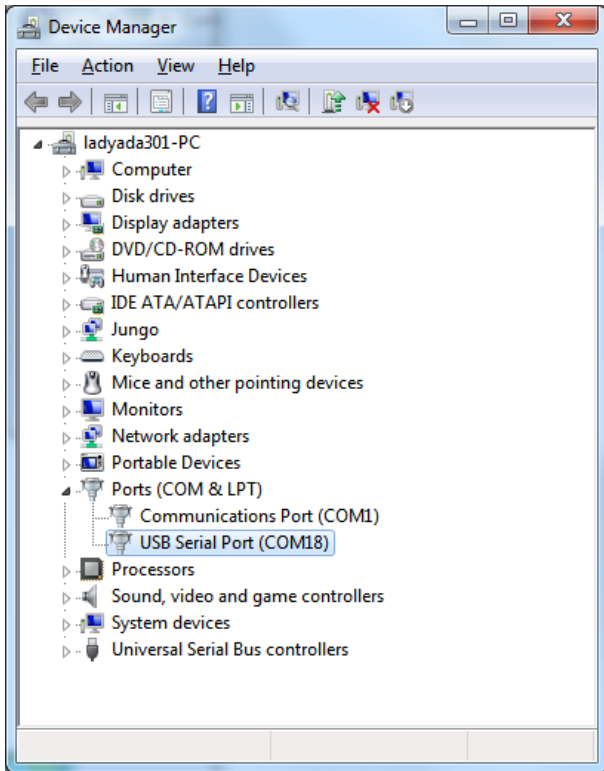 Device Manager
File Action View Help
ladyada301-PC
Computer
Disk drives
Display adapters
DVD/CD-ROM drives
Human Interface Devices
IDE ATA/ATAPI controllers
Jungo
Keyboards
Mice and other pointing devices
Monitors
Network adapters
Portable Devices
Ports (COM & LPT)
Communications Port (COM1)
USB Serial Port (COM18)
Processors
Sound, video and game controllers
System devices
Universal Serial Bus controllers